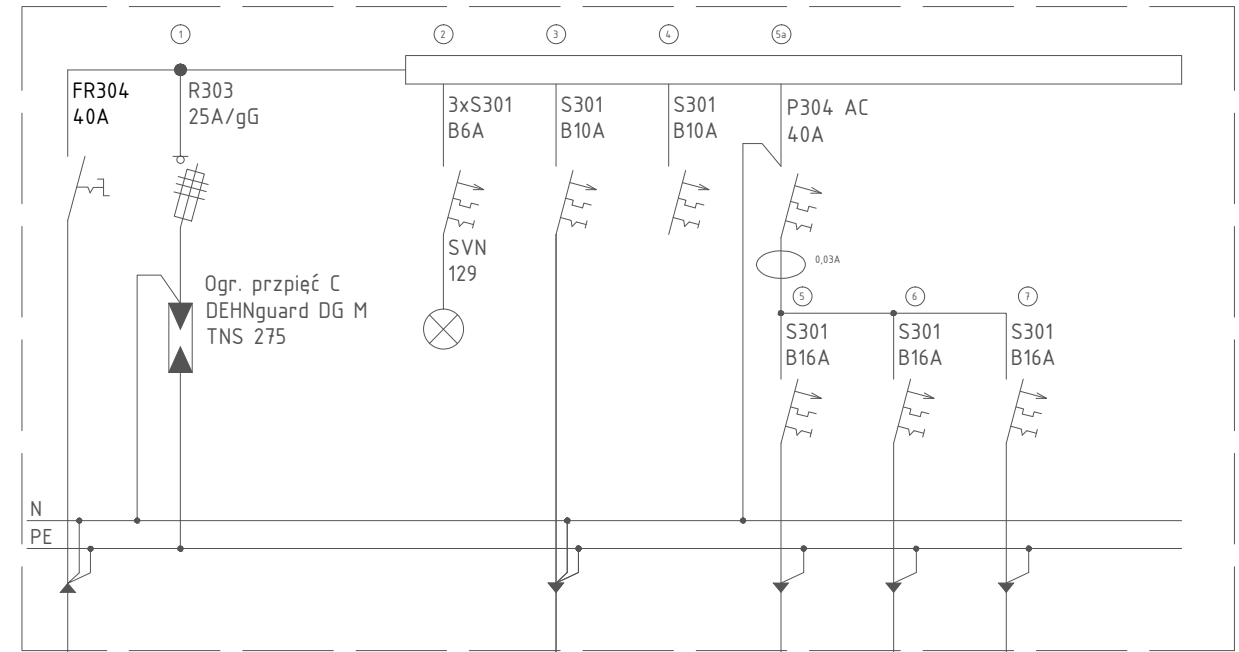 1
2
3
4
5a
FR304
40A
R303
25A/gG
3xS301
B6A
S301
B10A
S301
B10A
P304 AC
40A
SVN
129
0,03A
Ogr. przpięć C
DEHNguard DG M
TNS 275
5
6
7
S301
B16A
S301
B16A
S301
B16A
N
PE